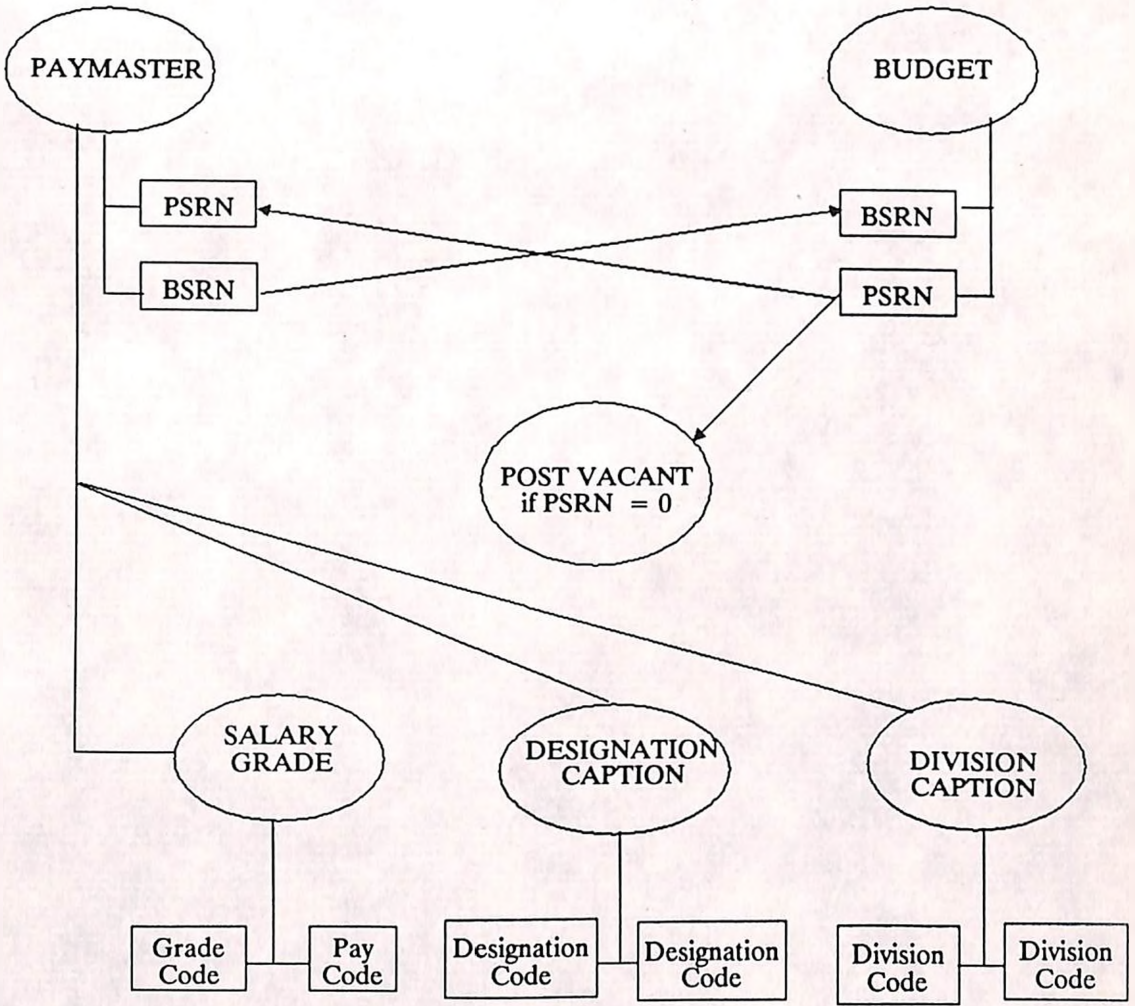 PAYMASTER
BUDGET
PSRN
BSRN
BSRN
PSRN
POST VACANT
if PSRN = 0
SALARY
GRADE
DESIGNATION
CAPTION
DIVISION
CAPTION
Grade
Code
Pay
Code
Designation
Code
Designation
Code
Division
Code
Division
Code